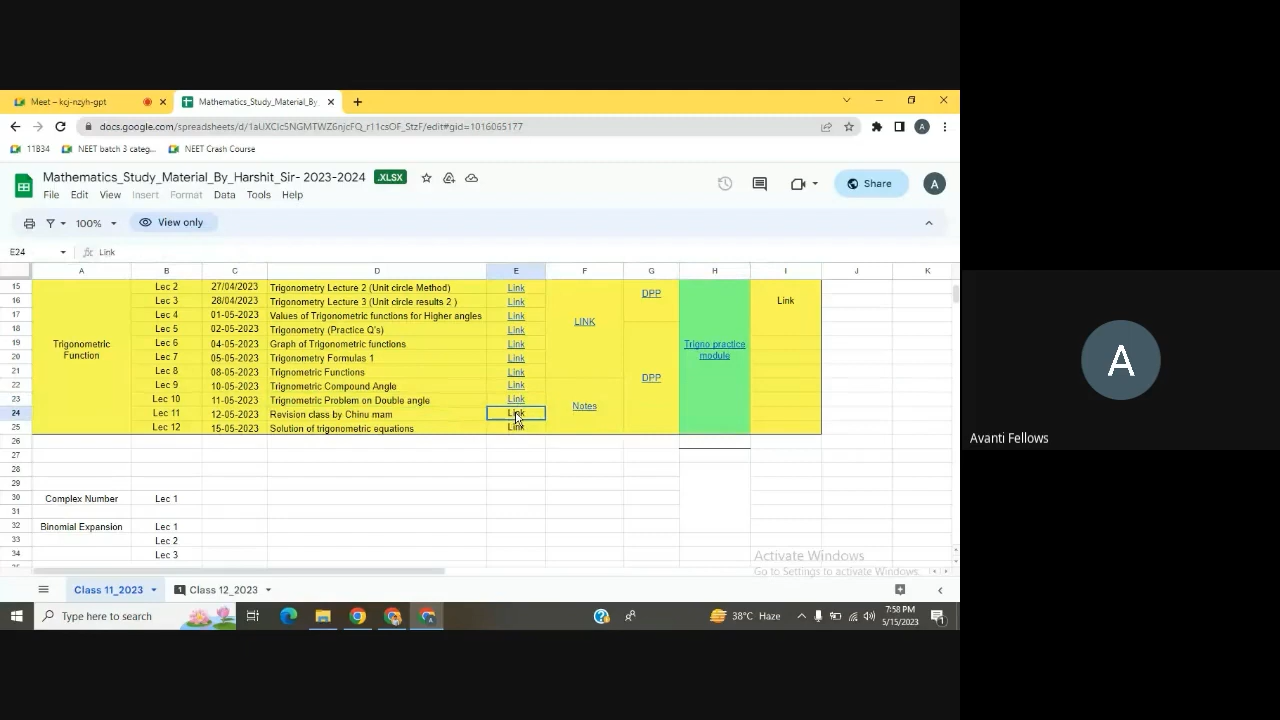 Meet – kcj-nzyh-gpt
Mathematics_Study_Material_By_
docs.google.com/spreadsheets/d/1aUXClc5NGMTWZ6njcFQ_r11csOF_StzF/edit#gid=1016065177
11B34 NEET batch 3 categ... NEET Crash Course
Mathematics_Study_Material_By_Harshit_Sir- 2023-2024 .XLSX
File Edit View Insert Format Data Tools Help
Share
A
100% View only
E24 fx Link
A B C D E F G H I J K
15 Lec 2 27/04/2023 Trigonometry Lecture 2 (Unit circle Method) Link DPP
16 Lec 3 28/04/2023 Trigonometry Lecture 3 (Unit circle results 2 ) Link Link
17 Lec 4 01-05-2023 Values of Trigonometric functions for Higher angles Link LINK
18 Lec 5 02-05-2023 Trigonometry (Practice Q's) Link
19 Trigonometric Function Lec 6 04-05-2023 Graph of Trigonometric functions Link Trigno practice module
20 Lec 7 05-05-2023 Trigonometry Formulas 1 Link
21 Lec 8 08-05-2023 Trignometric Functions Link DPP
22 Lec 9 10-05-2023 Trignometric Compound Angle Link
23 Lec 10 11-05-2023 Trignometric Problem on Double angle Link Notes
24 Lec 11 12-05-2023 Revision class by Chinu mam Link
25 Lec 12 15-05-2023 Solution of trigonometric equations Link
26
27
28
29
30 Complex Number Lec 1
31
32 Binomial Expansion Lec 1
33 Lec 2
34 Lec 3
Activate Windows
Go to Settings to activate Windows.
Class 11_2023 1 Class 12_2023
Type here to search
38°C Haze
7:58 PM
5/15/2023
1
A
Avanti Fellows